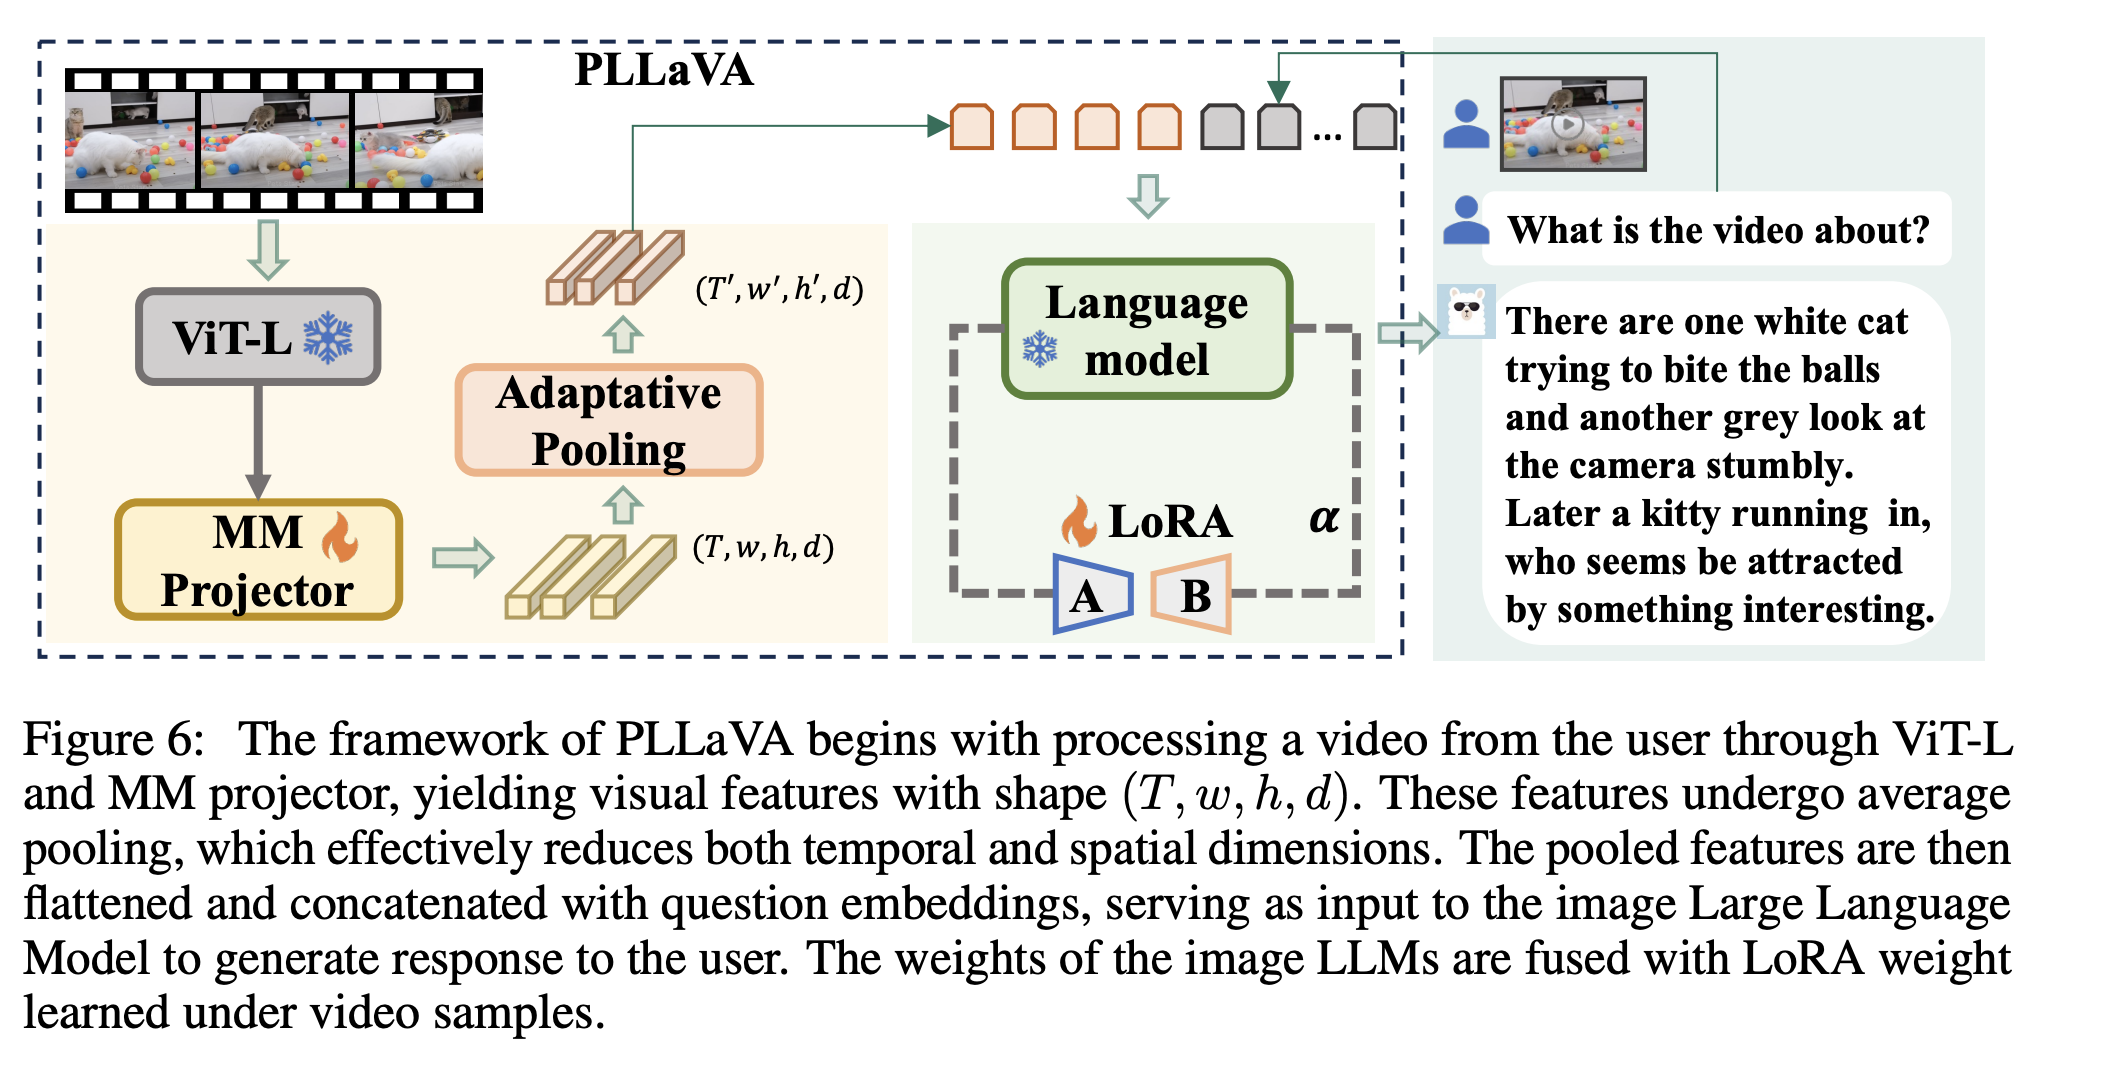 PLLaVA
ViT-L
MM
Projector
(T, w, h, d)
Adaptative
Pooling
(T′, w′, h′, d)
...
Language
model
LoRA
α
A
B
What is the video about?
There are one white cat
trying to bite the balls
and another grey look at
the camera stumbly.
Later a kitty running in,
who seems be attracted
by something interesting.
Figure 6: The framework of PLLaVA begins with processing a video from the user through ViT-L
and MM projector, yielding visual features with shape (T, w, h, d). These features undergo average
pooling, which effectively reduces both temporal and spatial dimensions. The pooled features are then
flattened and concatenated with question embeddings, serving as input to the image Large Language
Model to generate response to the user. The weights of the image LLMs are fused with LoRA weight
learned under video samples.